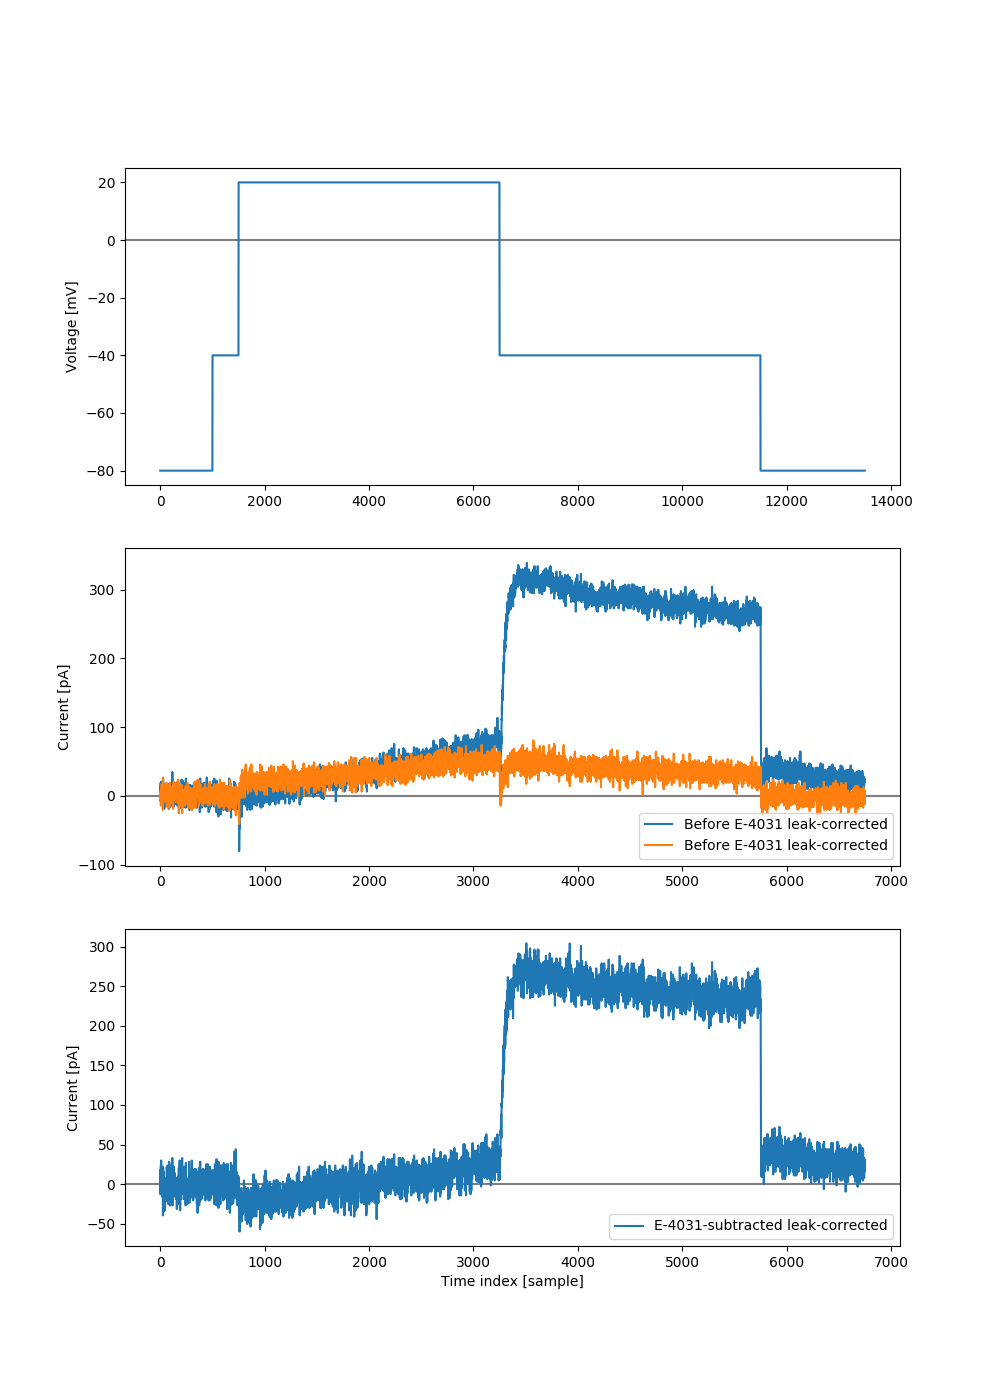 20
0
−20
−40
−60
−80
Voltage [mV]
0 2000 4000 6000 8000 10000 12000 14000
300
200
100
0
−100
Current [pA]
Before E-4031 leak-corrected
Before E-4031 leak-corrected
0 1000 2000 3000 4000 5000 6000 7000
300
250
200
150
100
50
0
−50
Current [pA]
E-4031-subtracted leak-corrected
0 1000 2000 3000 4000 5000 6000 7000
Time index [sample]